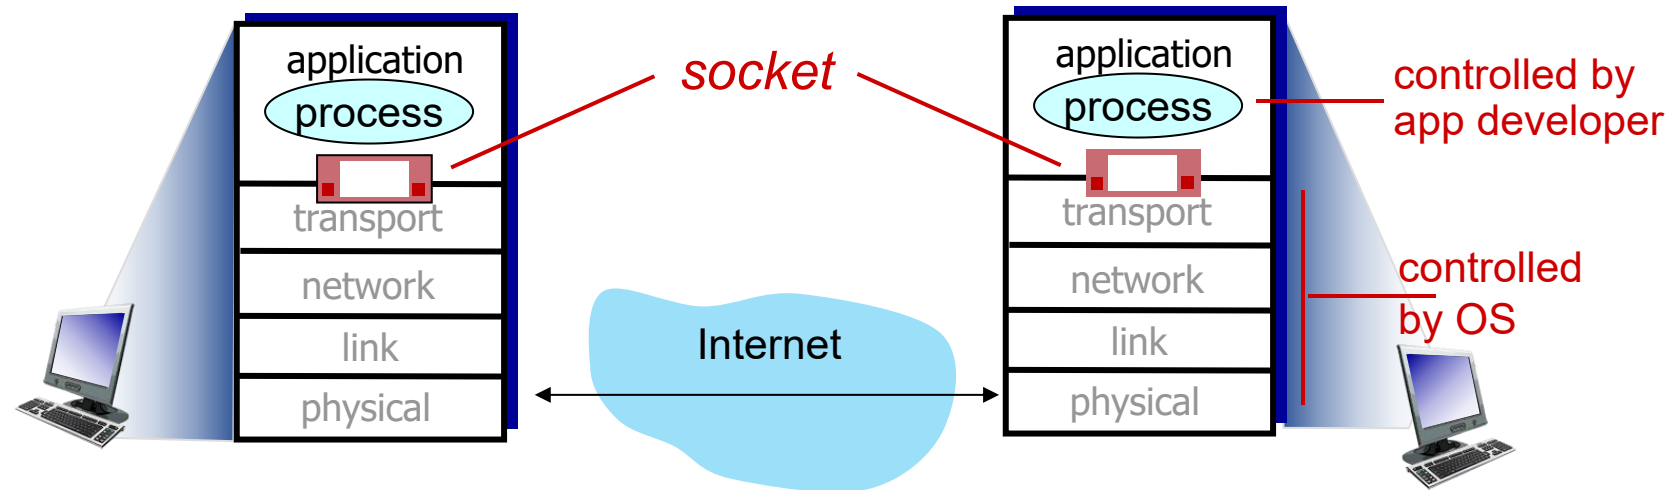 application
process
transport
network
link
physical
socket
Internet
application
process
transport
network
link
physical
controlled by
app developer
controlled
by OS